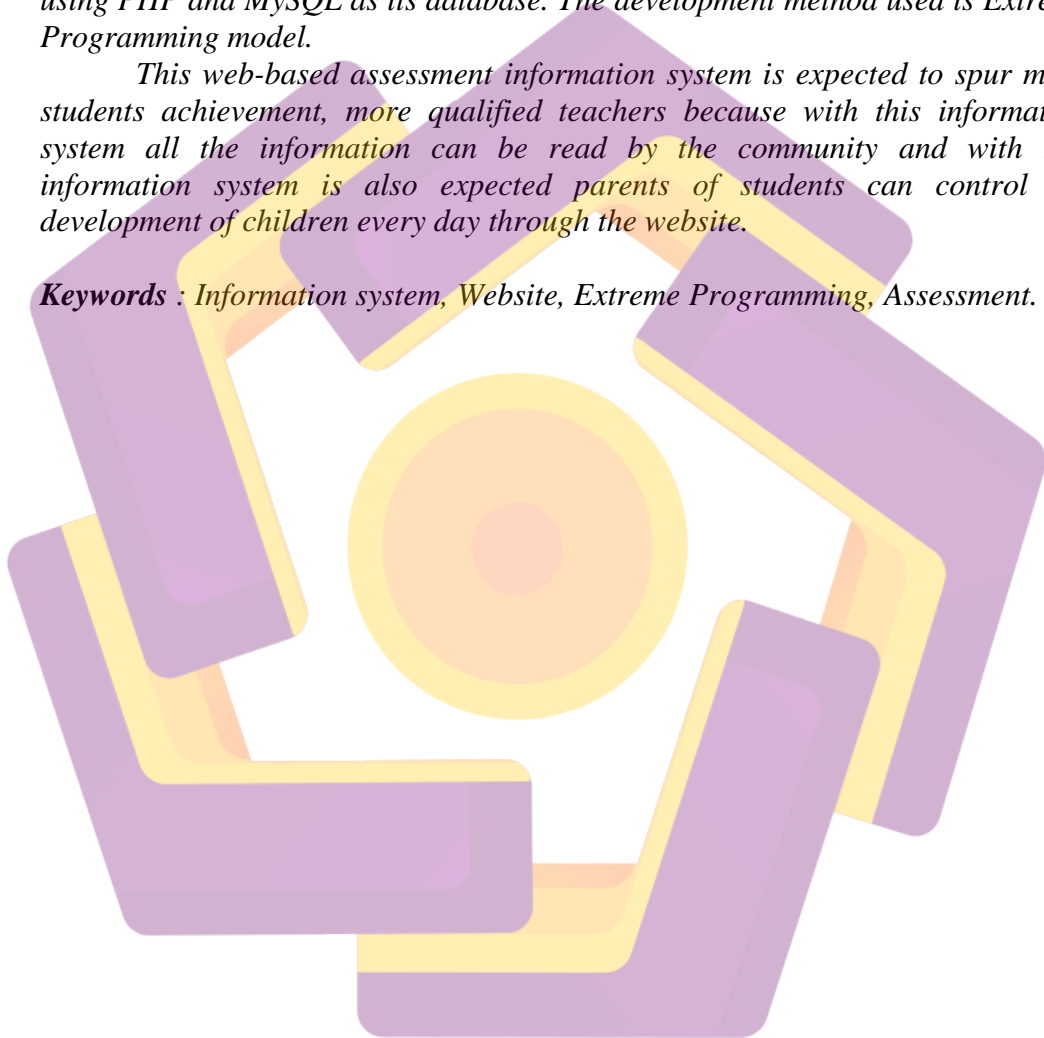 using PHP and MySQL as its database. The development method used is
Programming model.
This web-based assessment information system is expected to spur
students achievement, more qualified teachers because with this
system all the information can be read by the community and with
information system is also expected parents of students can control
development of children every day through the website.
Keywords : Information system, Website, Extreme Programming, Assessment.